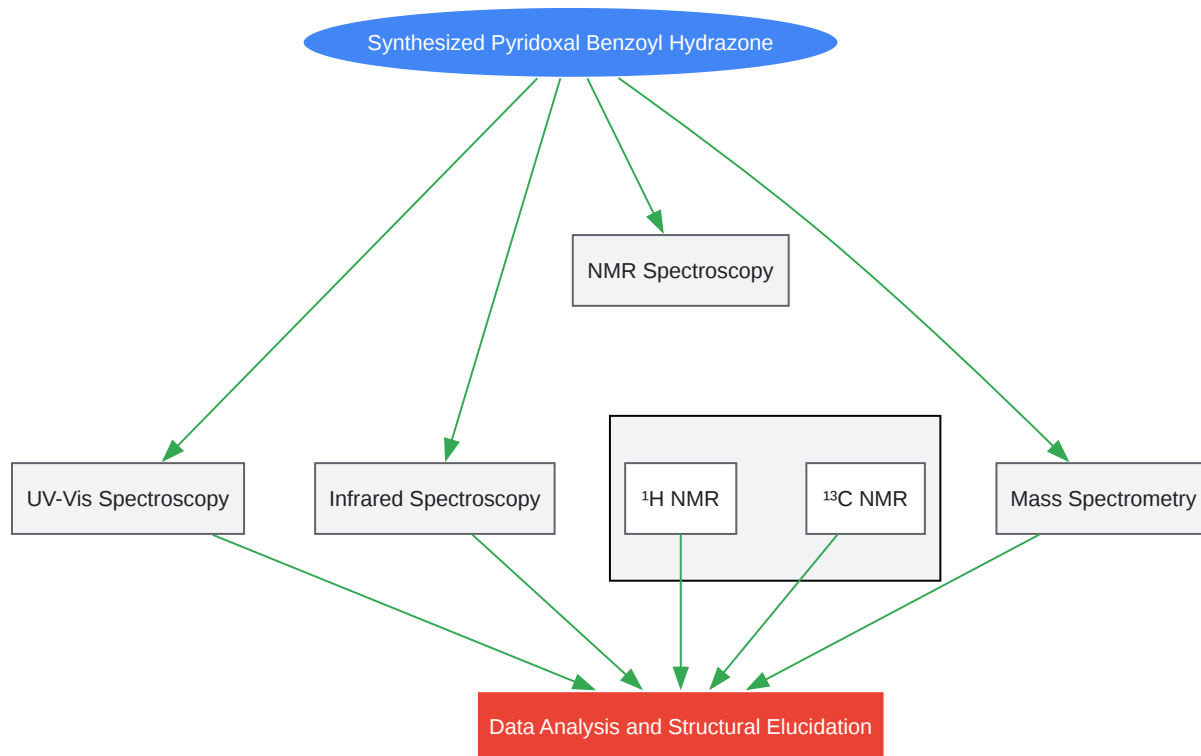 Synthesized Pyridoxal Benzoyl Hydrazone
NMR Spectroscopy
UV-Vis Spectroscopy
Infrared Spectroscopy
¹H NMR
¹³C NMR
Mass Spectrometry
Data Analysis and Structural Elucidation